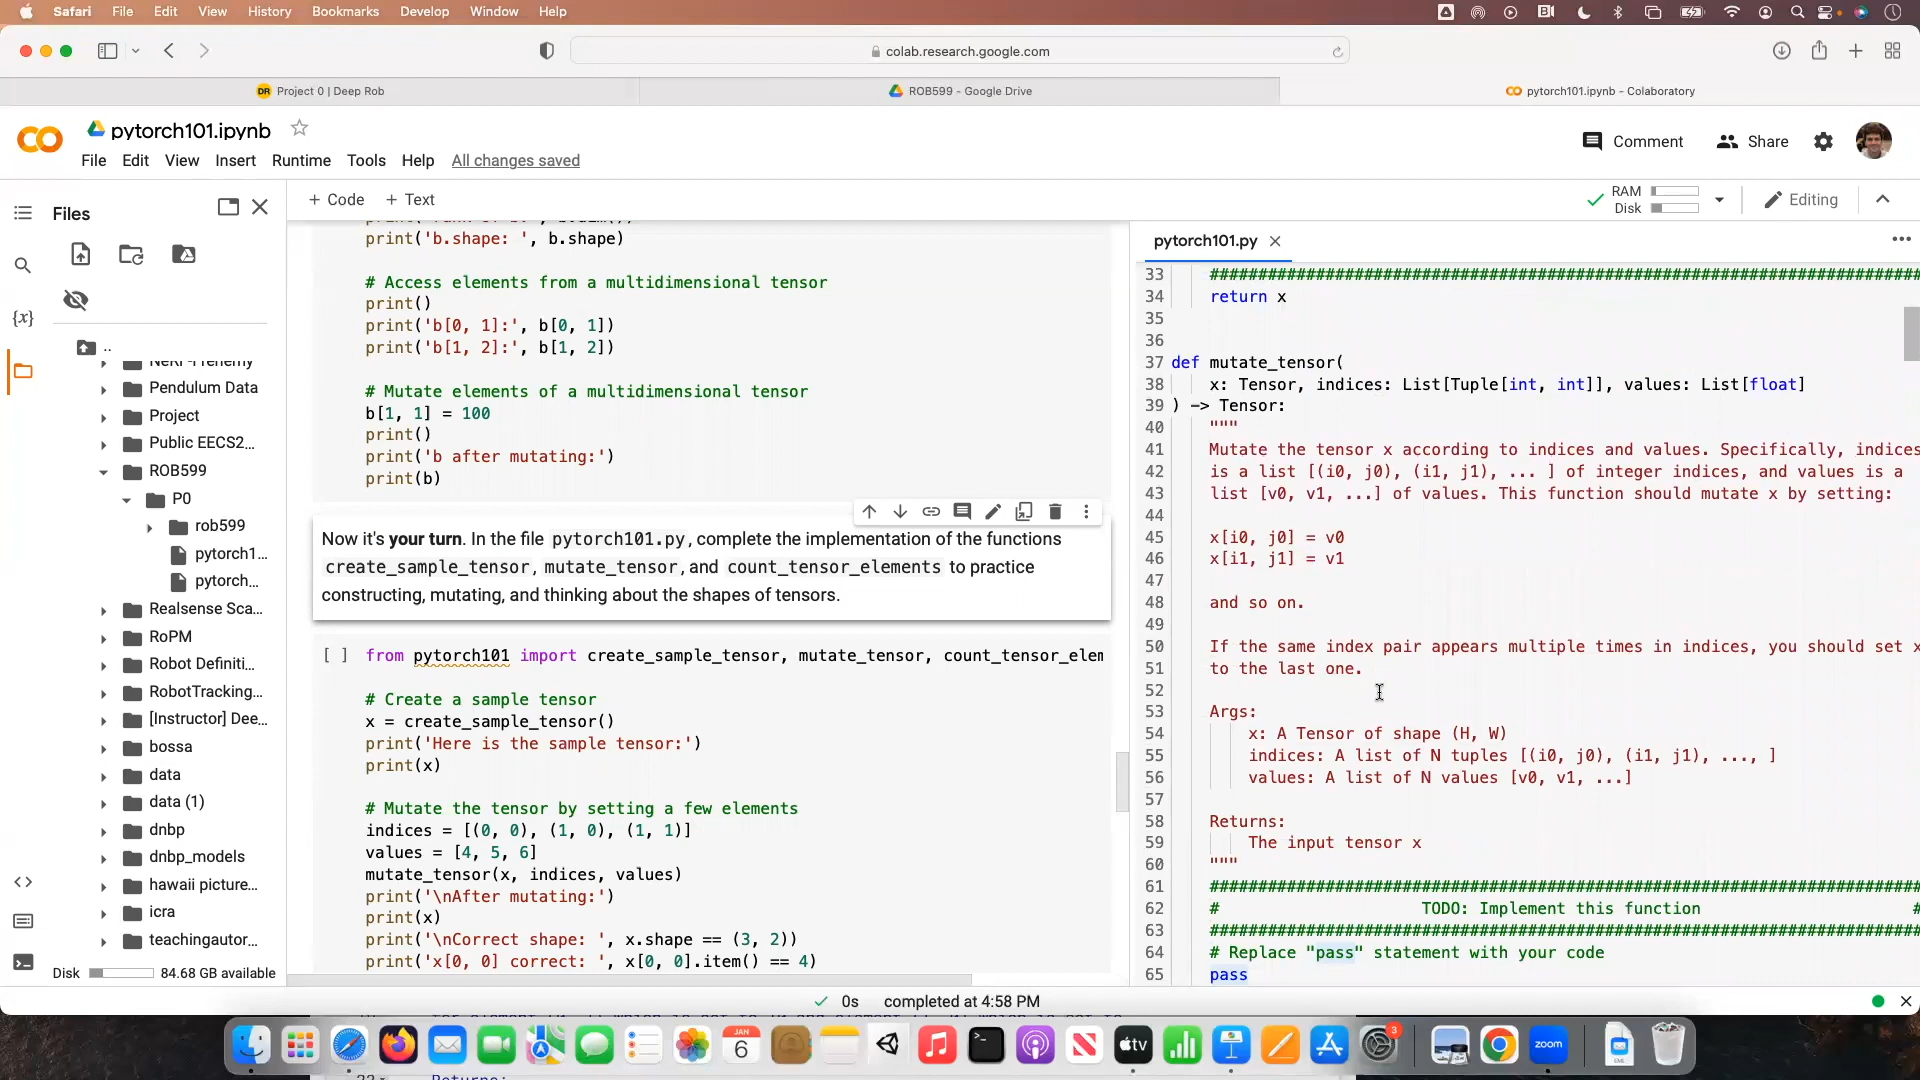 Safari File Edit View History Bookmarks Develop Window Help
colab.research.google.com
DR Project 0 | Deep Rob
ROB599 - Google Drive
pytorch101.ipynb - Colaboratory
pytorch101.ipynb
File Edit View Insert Runtime Tools Help All changes saved
Comment Share
+ Code + Text
RAM
Disk
Editing
Files
{x}
..
Pendulum Data
Project
Public EECS2...
ROB599
P0
rob599
pytorch1...
pytorch...
Realsense Sca...
RoPM
Robot Definiti...
RobotTracking...
[Instructor] Dee...
bossa
data
data (1)
dnbp
dnbp_models
hawaii picture...
icra
teachingautor...
Disk 84.68 GB available
print('b.shape: ', b.shape)
# Access elements from a multidimensional tensor
print()
print('b[0, 1]:', b[0, 1])
print('b[1, 2]:', b[1, 2])
# Mutate elements of a multidimensional tensor
b[1, 1] = 100
print()
print('b after mutating:')
print(b)
Now it's your turn. In the file pytorch101.py, complete the implementation of the functions
create_sample_tensor, mutate_tensor, and count_tensor_elements to practice
constructing, mutating, and thinking about the shapes of tensors.
[ ] from pytorch101 import create_sample_tensor, mutate_tensor, count_tensor_elem
# Create a sample tensor
x = create_sample_tensor()
print('Here is the sample tensor:')
print(x)
# Mutate the tensor by setting a few elements
indices = [(0, 0), (1, 0), (1, 1)]
values = [4, 5, 6]
mutate_tensor(x, indices, values)
print('\nAfter mutating:')
print(x)
print('\nCorrect shape: ', x.shape == (3, 2))
print('x[0, 0] correct: ', x[0, 0].item() == 4)
pytorch101.py
33 ##########################################################################
34 return x
35
36
37 def mutate_tensor(
38 x: Tensor, indices: List[Tuple[int, int]], values: List[float]
39 ) -> Tensor:
40 """
41 Mutate the tensor x according to indices and values. Specifically, indices
42 is a list [(i0, j0), (i1, j1), ... ] of integer indices, and values is a
43 list [v0, v1, ...] of values. This function should mutate x by setting:
44
45 x[i0, j0] = v0
46 x[i1, j1] = v1
47
48 and so on.
49
50 If the same index pair appears multiple times in indices, you should set x
51 to the last one.
52
53 Args:
54 x: A Tensor of shape (H, W)
55 indices: A list of N tuples [(i0, j0), (i1, j1), ..., ]
56 values: A list of N values [v0, v1, ...]
57
58 Returns:
59 The input tensor x
60 """
61 ##########################################################################
62 # TODO: Implement this function #
63 ##########################################################################
64 # Replace "pass" statement with your code
65 pass
0s completed at 4:58 PM
JAN
6
tv
3
zoom